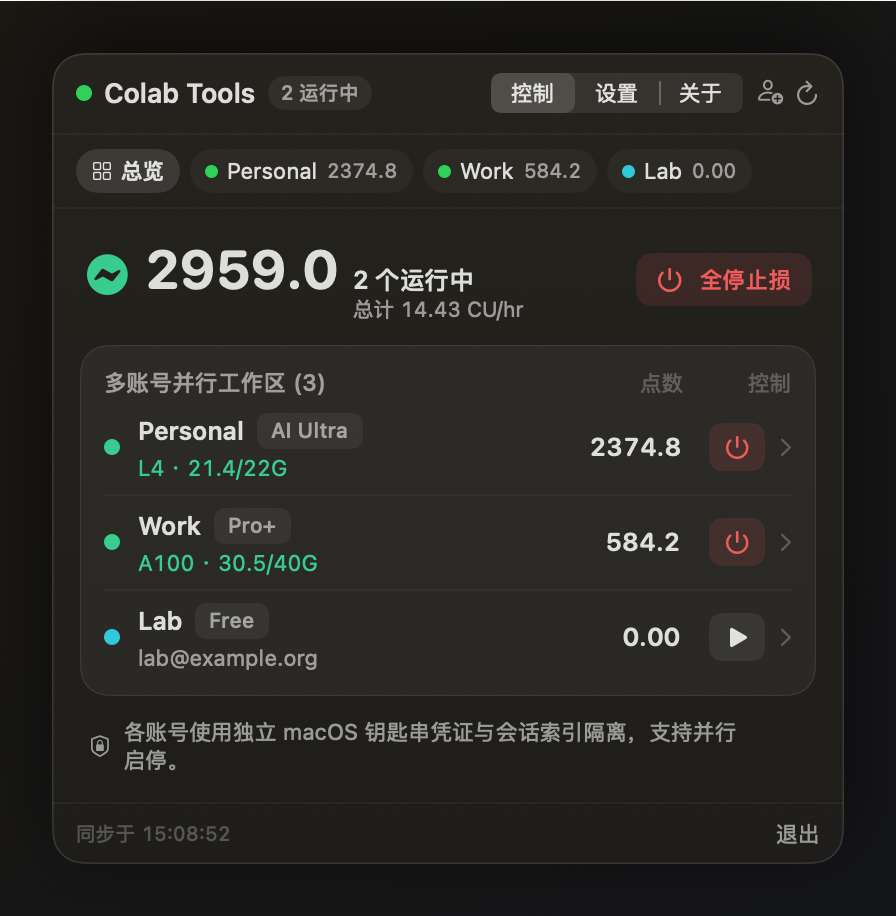 Colab Tools 2 运行中 控制 设置 关于
总览 Personal 2374.8 Work 584.2 Lab 0.00
2959.0 2 个运行中 全停止损
总计 14.43 CU/hr
多账号并行工作区 (3) 点数 控制
Personal AI Ultra 2374.8
L4 · 21.4/22G
Work Pro+ 584.2
A100 · 30.5/40G
Lab Free 0.00
lab@example.org
各账号使用独立 macOS 钥匙串凭证与会话索引隔离，支持并行
启停。
同步于 15:08:52 退出